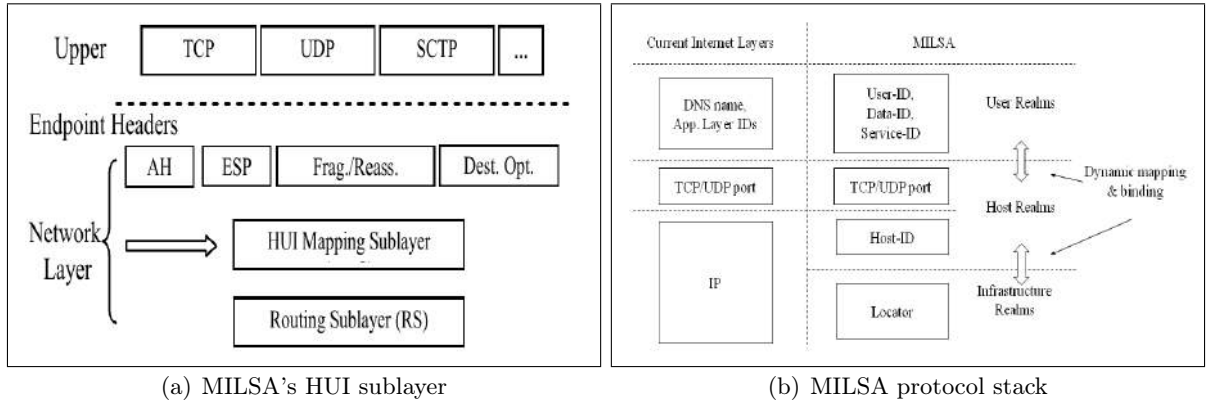 Upper
TCP
UDP
SCTP
...
Endpoint Headers
AH
ESP
Frag./Reass.
Dest. Opt.
Network
Layer
HUI Mapping Sublayer
Routing Sublayer (RS)
(a) MILSA's HUI sublayer
Current Internet Layers
MILSA
DNS name,
App. Layer IDs
User-ID,
Data-ID,
Service-ID
User Realms
TCP/UDP port
TCP/UDP port
Dynamic mapping
& binding
Host Realms
Host-ID
IP
Infrastructure
Realms
Locator
(b) MILSA protocol stack